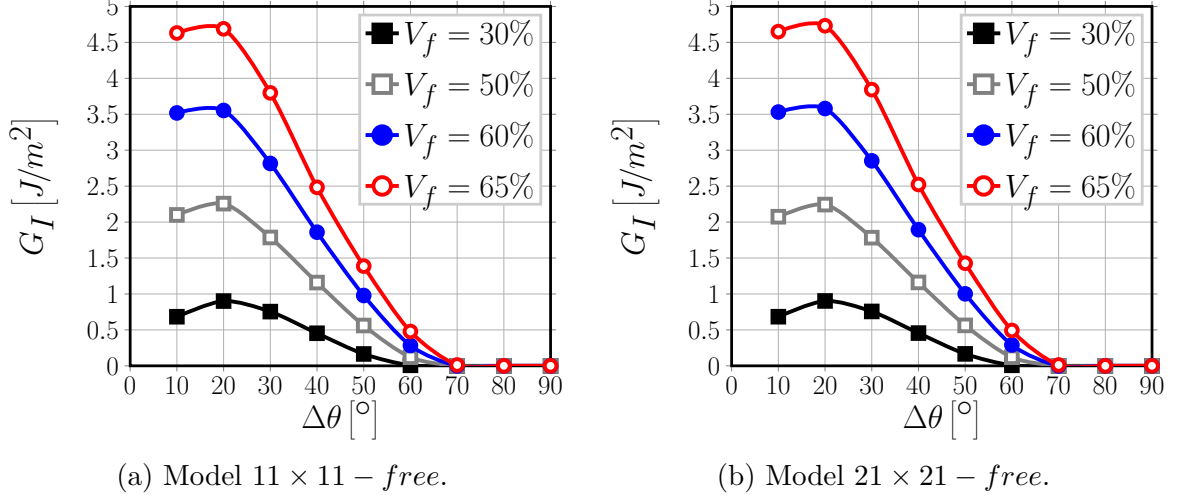 5
4.5
4
3.5
3
2.5
2
1.5
1
0.5
0
G_I [J/m²]
V_f = 30%
V_f = 50%
V_f = 60%
V_f = 65%
0 10 20 30 40 50 60 70 80 90
Δθ [°]
(a) Model 11 × 11 − free.
5
4.5
4
3.5
3
2.5
2
1.5
1
0.5
0
G_I [J/m²]
V_f = 30%
V_f = 50%
V_f = 60%
V_f = 65%
0 10 20 30 40 50 60 70 80 90
Δθ [°]
(b) Model 21 × 21 − free.